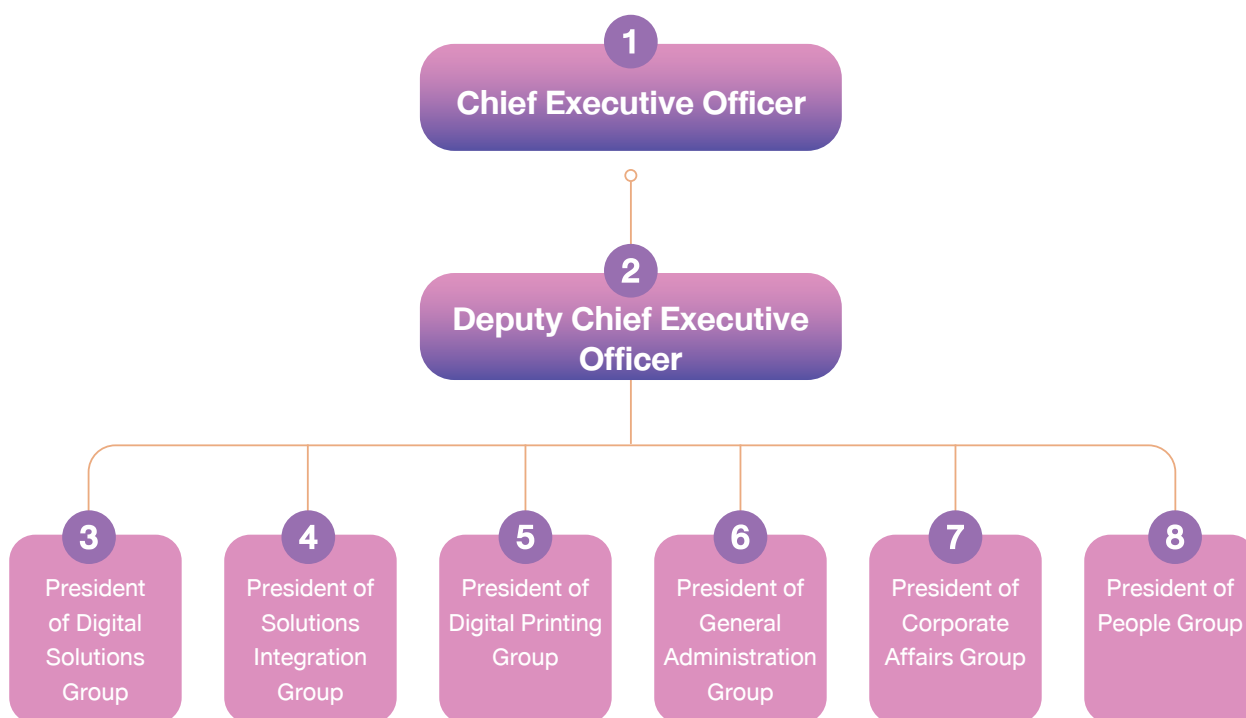 1
Chief Executive Officer
2
Deputy Chief Executive
Officer
3
President
of Digital
Solutions
Group
4
President of
Solutions
Integration
Group
5
President of
Digital Printing
Group
6
President of
General
Administration
Group
7
President of
Corporate
Affairs Group
8
President of
People Group